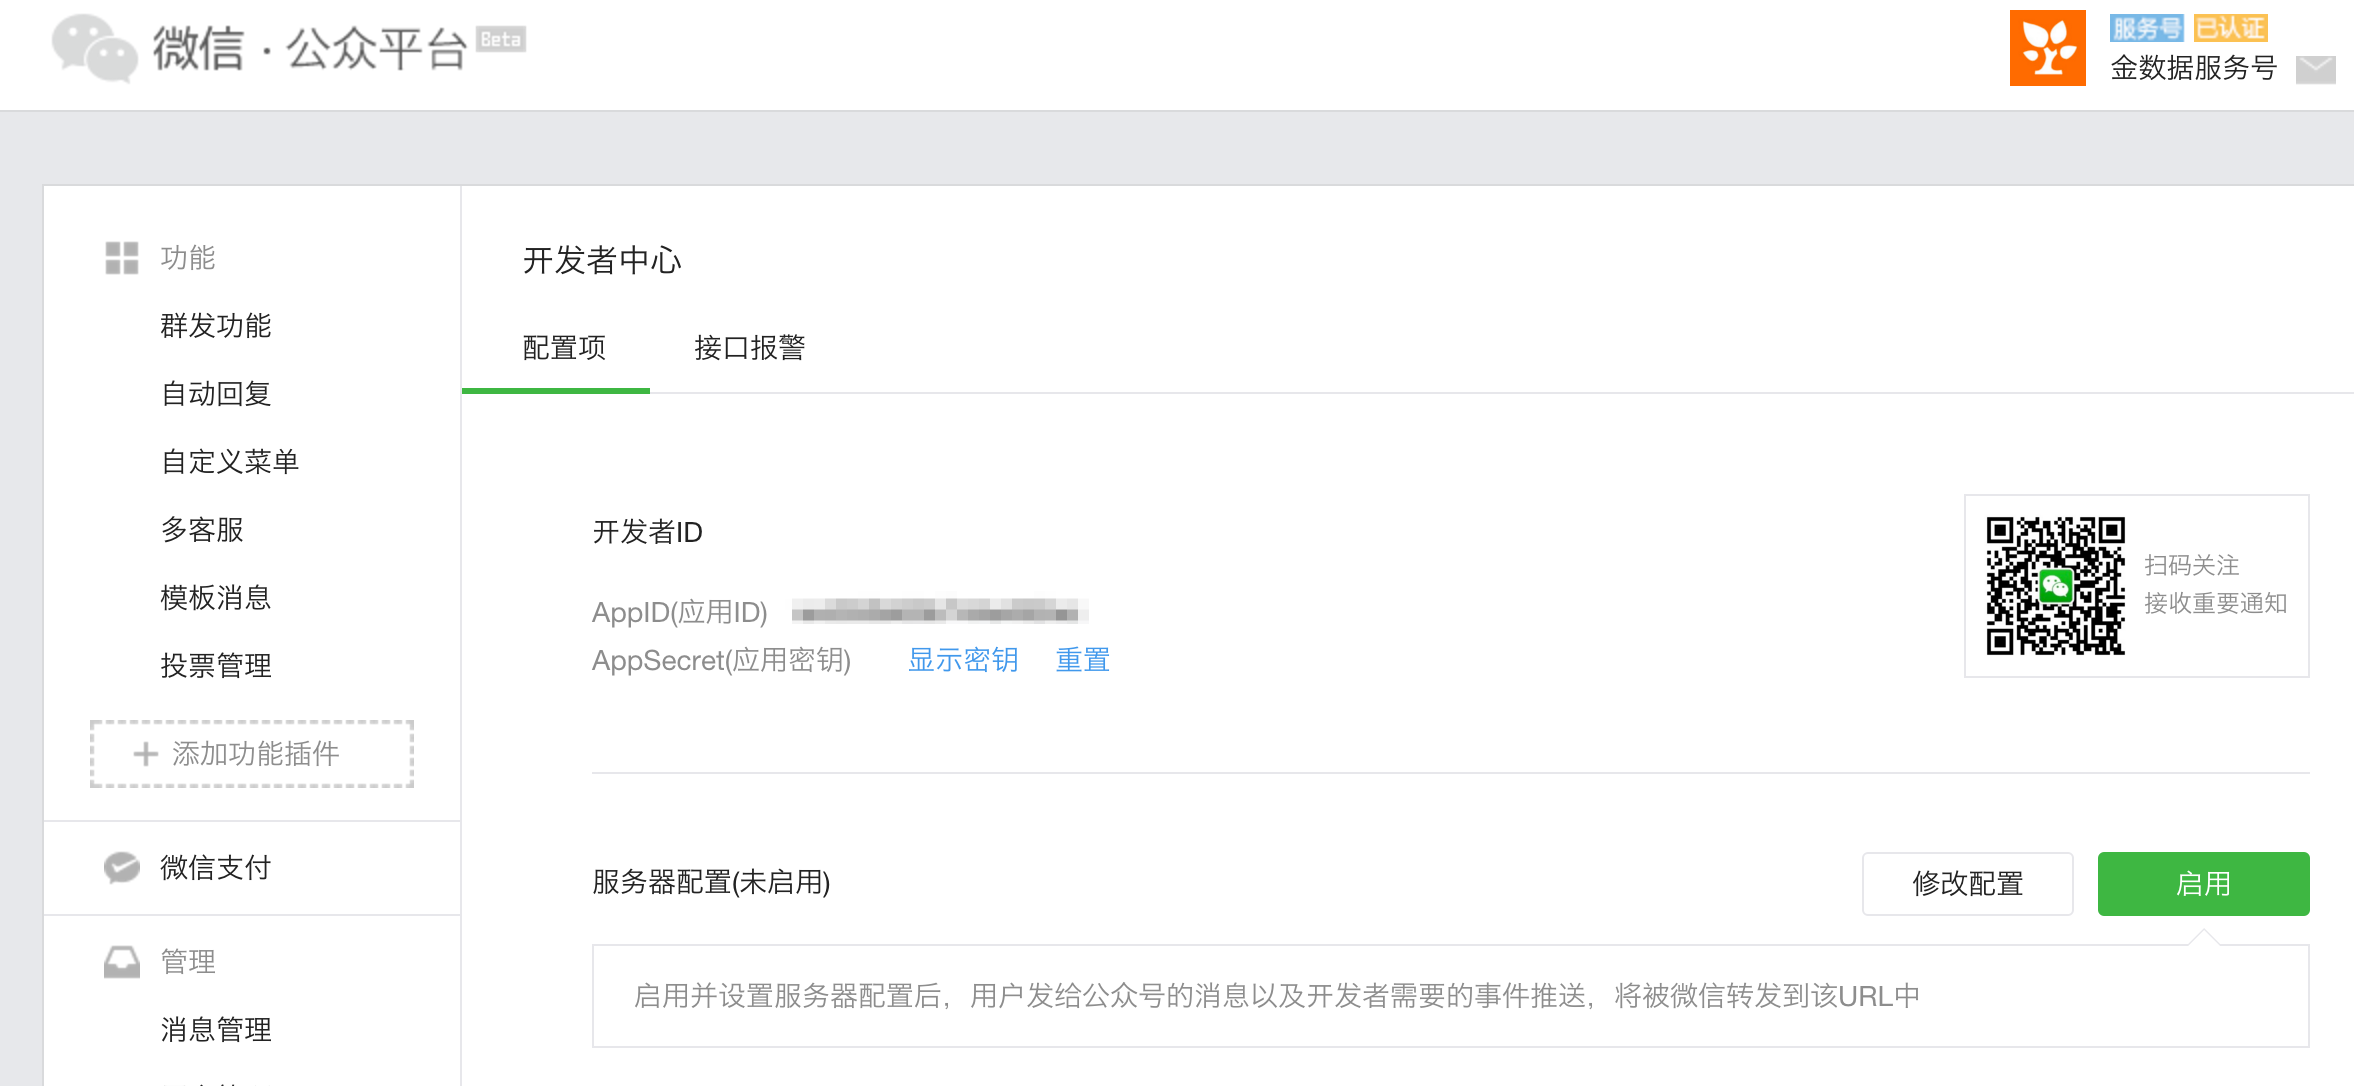 微信·公众平台 Beta
服务号 已认证
金数据服务号
功能
群发功能
自动回复
自定义菜单
多客服
模板消息
投票管理
添加功能插件
微信支付
管理
消息管理
开发者中心
配置项 接口报警
开发者ID
AppID(应用ID)
AppSecret(应用密钥) 显示密钥 重置
扫码关注
接收重要通知
服务器配置(未启用) 修改配置 启用
启用并设置服务器配置后，用户发给公众号的消息以及开发者需要的事件推送，将被微信转发到该URL中